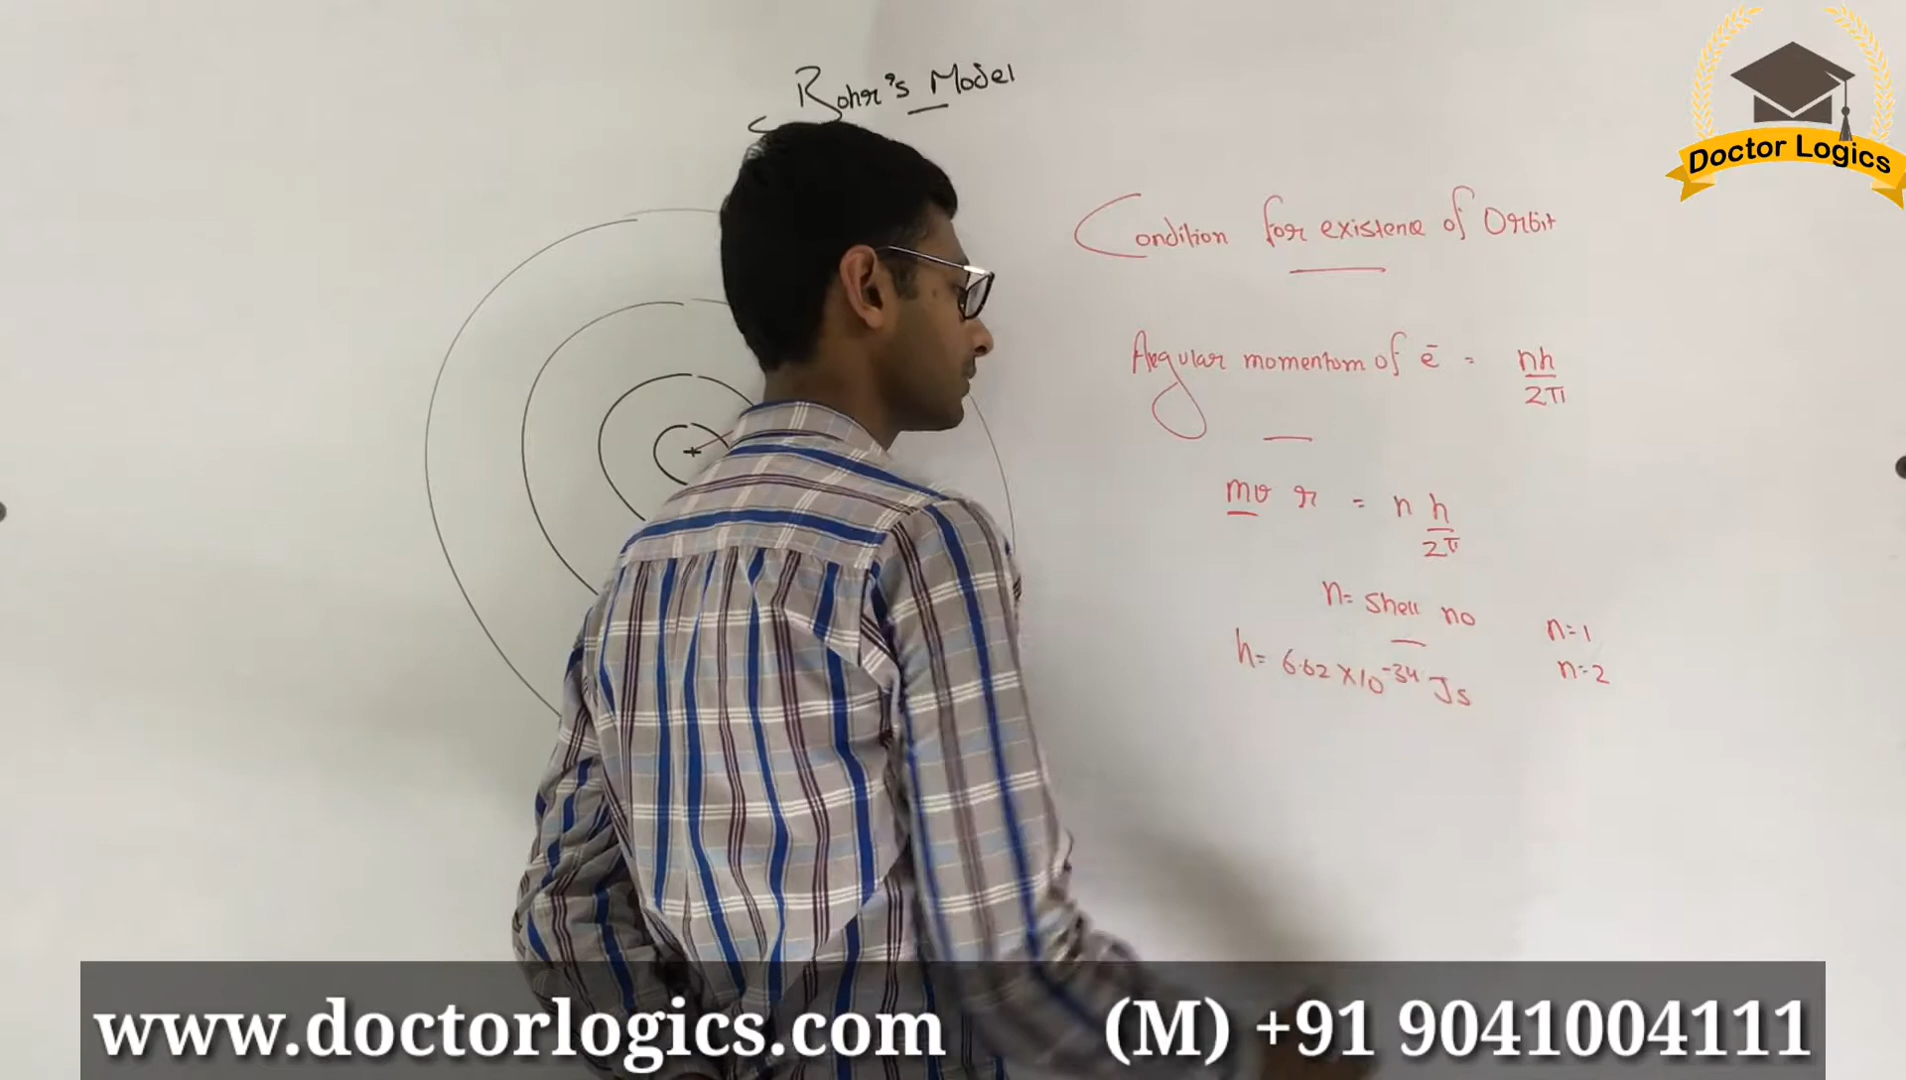 Bohr's Model
Doctor Logics
Condition for existence of Orbit
Angular momentum of ē = nh/2π
mv r = n h/2π
n = Shell no
n=1
h= 6.62 x 10^-34 Js
n=2
www.doctorlogics.com (M) +91 9041004111